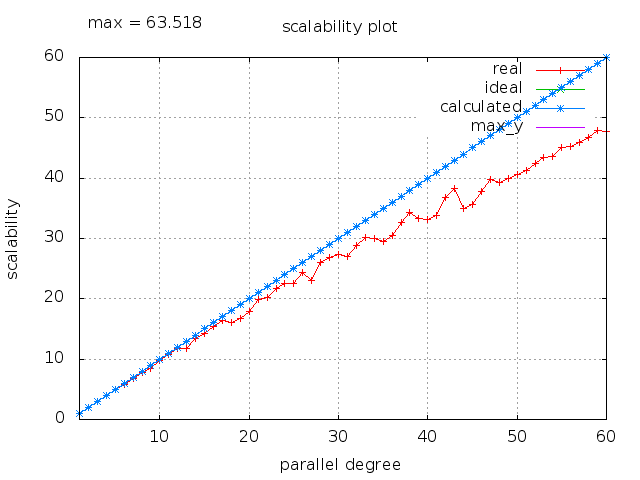 max = 63.518
scalability plot
real
ideal
calculated
max_y
scalability
60
50
40
30
20
10
0
10 20 30 40 50 60
parallel degree